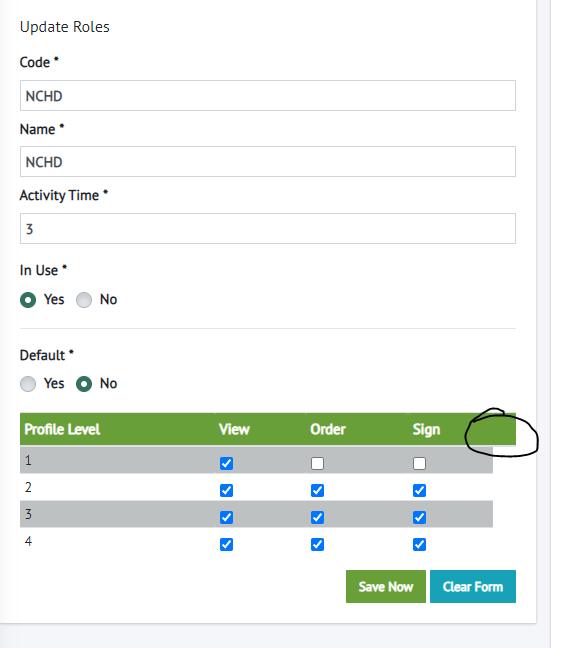 Update Roles
Code *
NCHD
Name *
NCHD
Activity Time *
3
In Use *
Yes No
Default *
Yes No
Profile Level View Order Sign
1
2
3
4
Save Now Clear Form